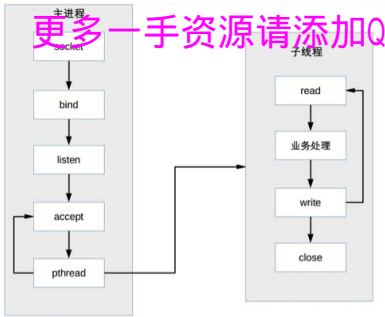 主进程
更多一手资源请添加Q
socket
bind
listen
accept
pthread
子线程
read
业务处理
write
close